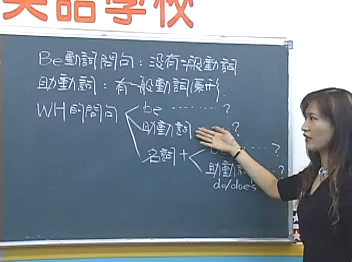 英語學校
Be動詞問句：沒有一般動詞
助動詞：有一般動詞原形.
WH的問句 be ......... ?
助動詞 ... ?
名詞+ ...... ?
助動 ?
do/does